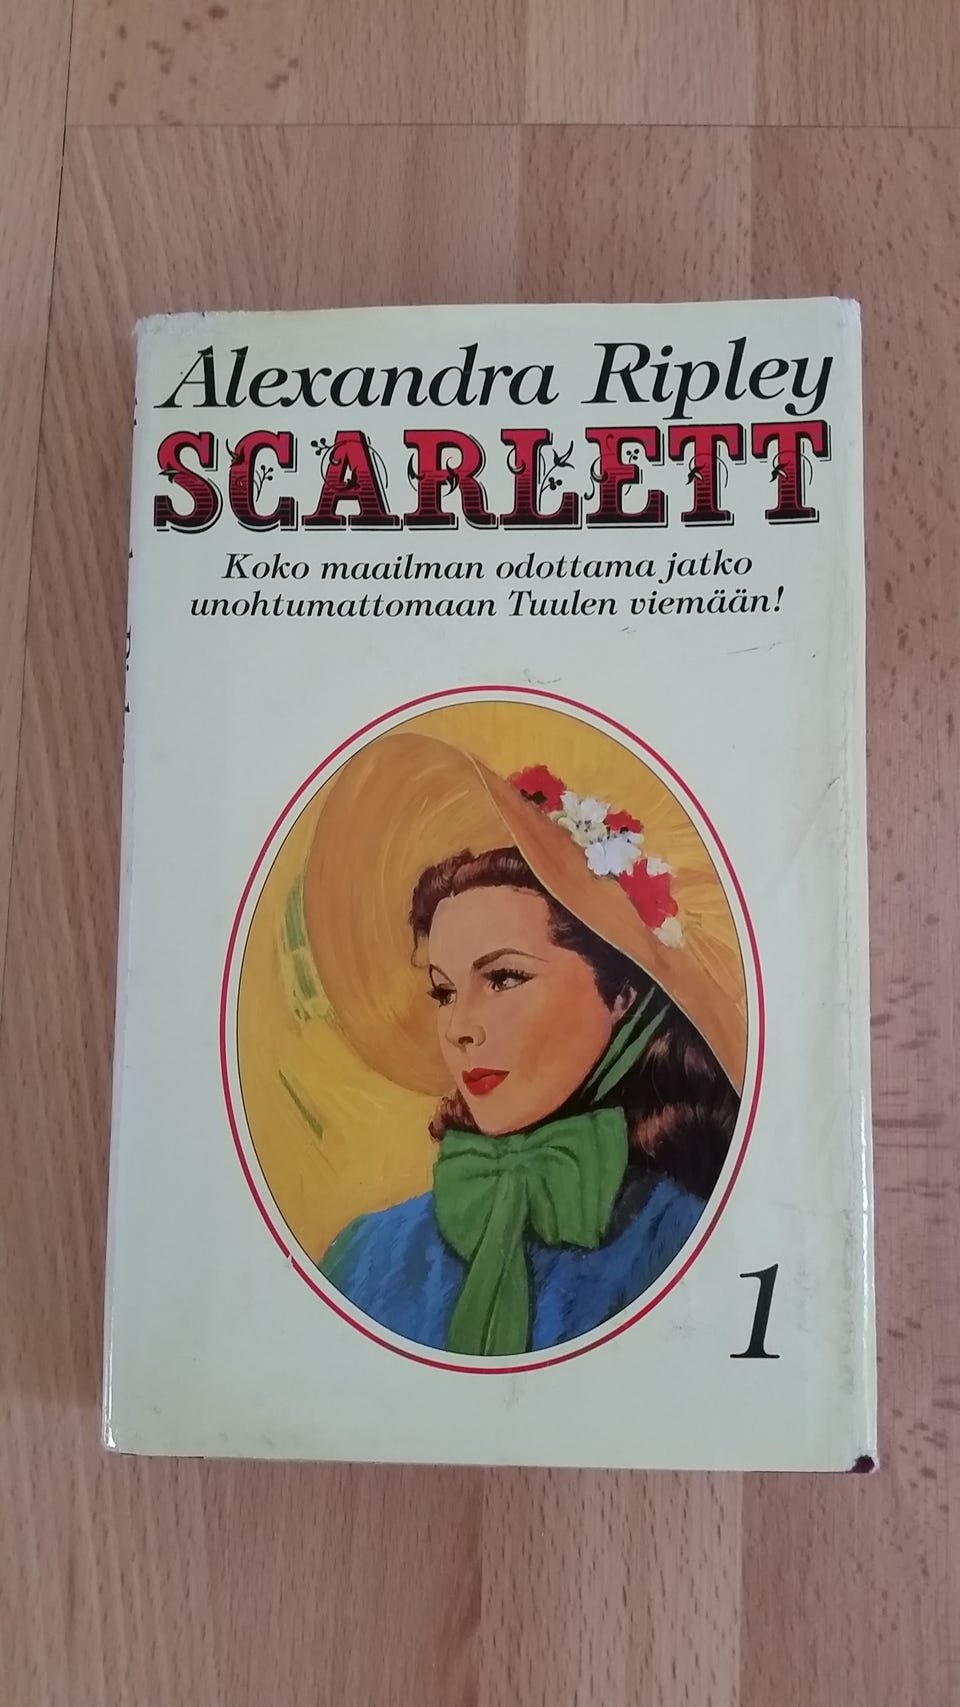 Alexandra Ripley
SCARLETT
Koko maailman odottama jatko
unohtumattomaan Tuulen viemään!
1